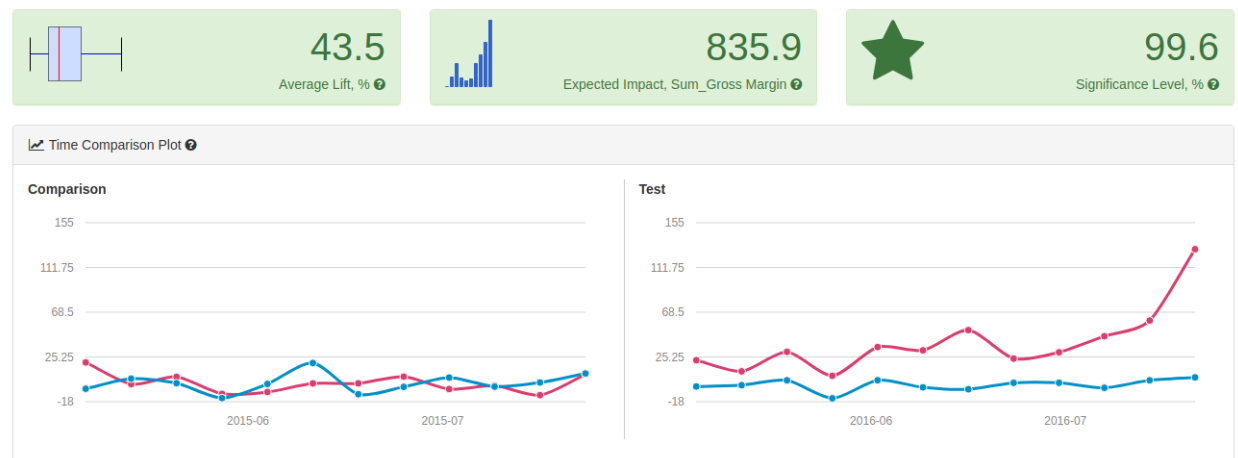 43.5
Average Lift, %
835.9
Expected Impact, Sum_Gross Margin
99.6
Significance Level, %
Time Comparison Plot
Comparison
155
111.75
68.5
25.25
-18
2015-06 2015-07
Test
155
111.75
68.5
25.25
-18
2016-06 2016-07